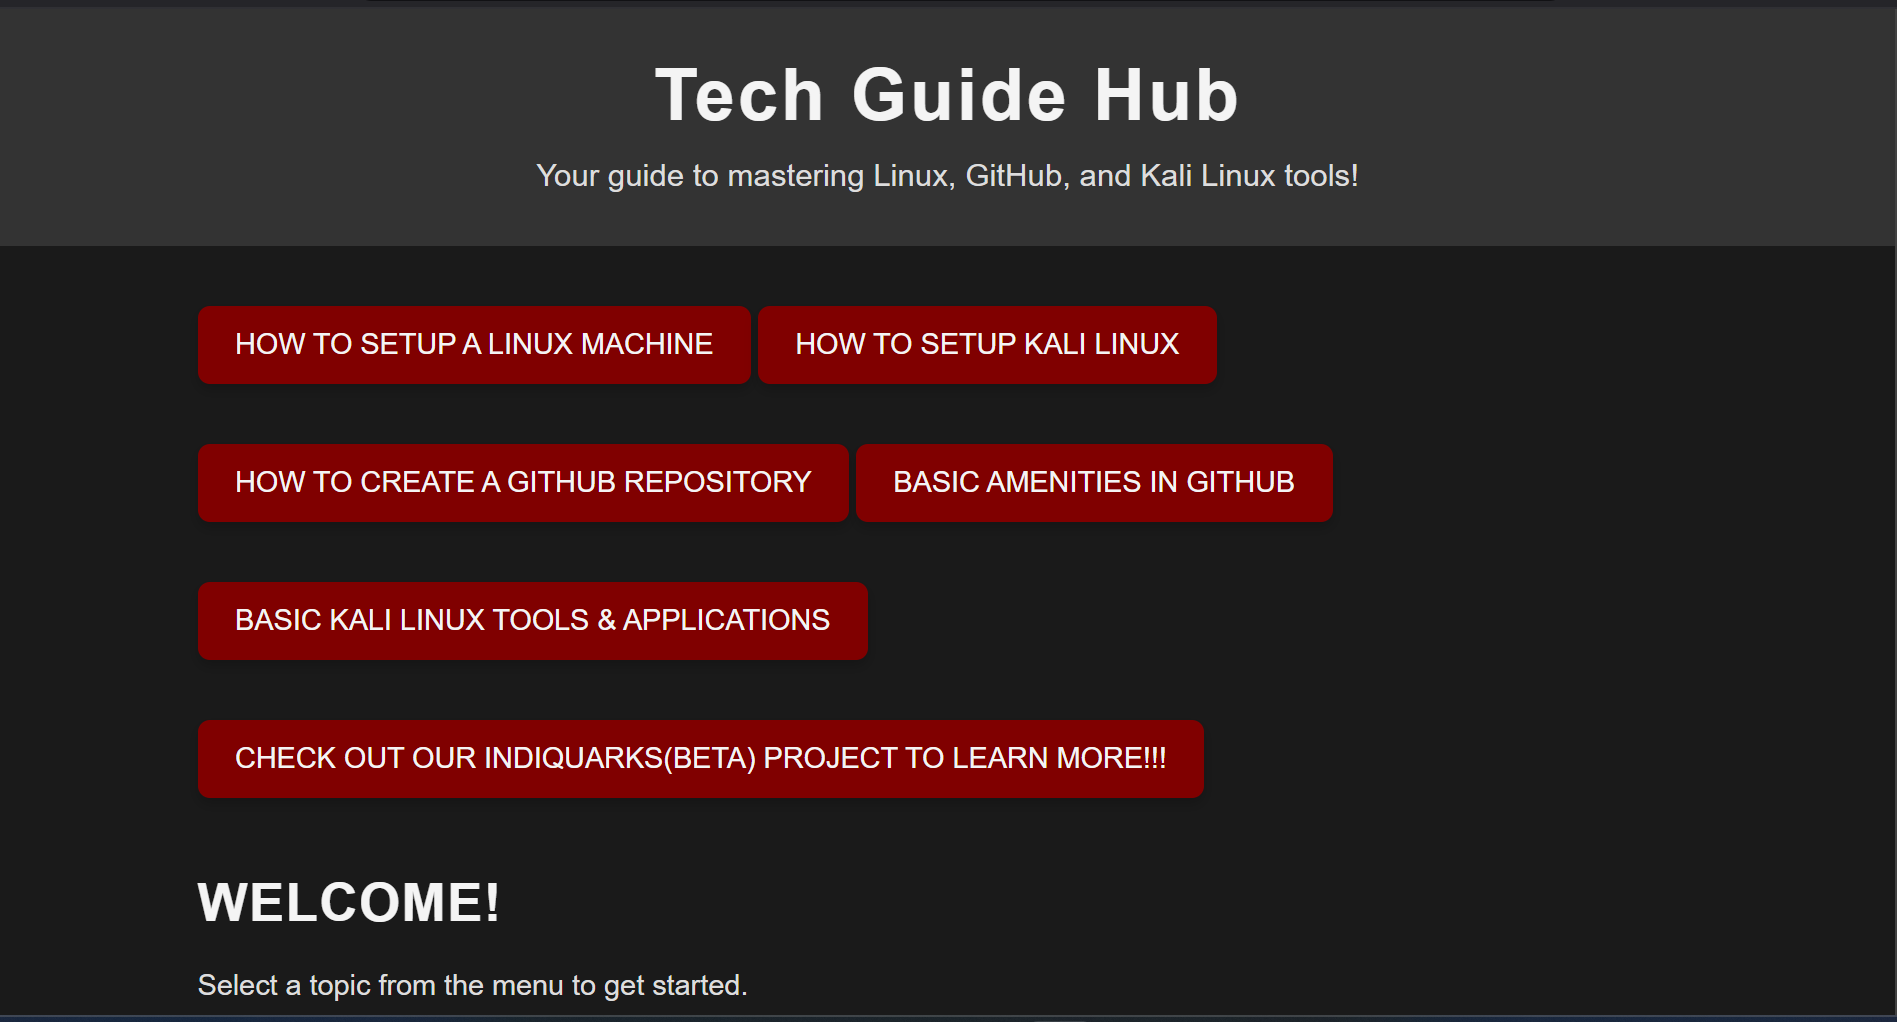 Tech Guide Hub
Your guide to mastering Linux, GitHub, and Kali Linux tools!
HOW TO SETUP A LINUX MACHINE
HOW TO SETUP KALI LINUX
HOW TO CREATE A GITHUB REPOSITORY
BASIC AMENITIES IN GITHUB
BASIC KALI LINUX TOOLS & APPLICATIONS
CHECK OUT OUR INDIQUARKS(BETA) PROJECT TO LEARN MORE!!!
WELCOME!
Select a topic from the menu to get started.